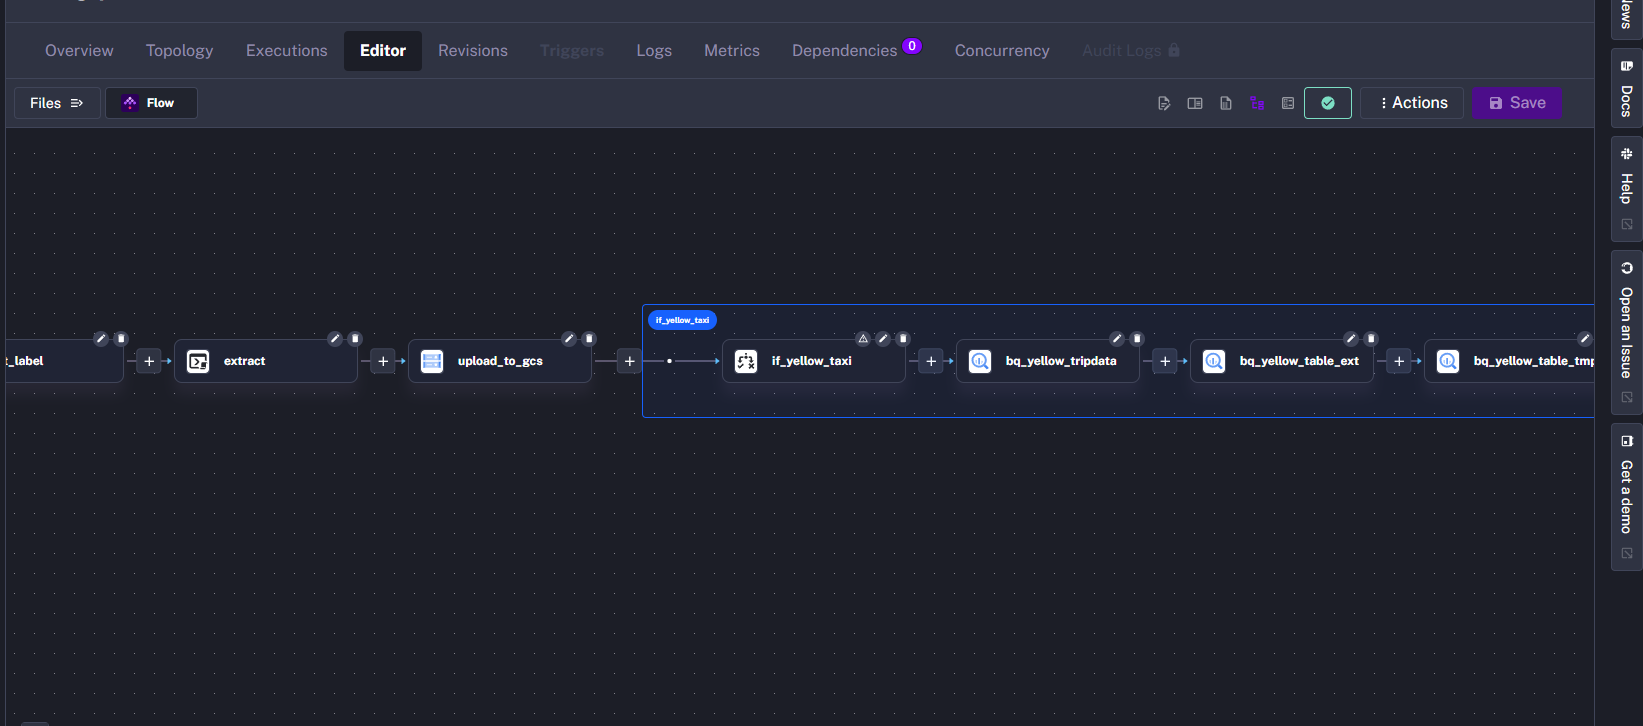 Overview Topology Executions Editor Revisions Triggers Logs Metrics Dependencies 0 Concurrency Audit Logs
Files Flow Actions Save
if_yellow_taxi
t_label extract upload_to_gcs if_yellow_taxi bq_yellow_tripdata bq_yellow_table_ext bq_yellow_table_tmp
News
Docs
Help
Open an Issue
Get a demo